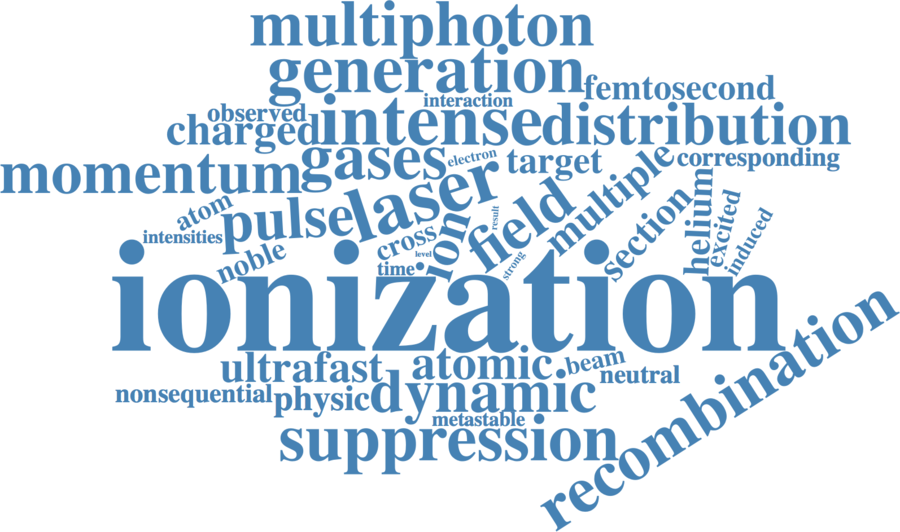 multiphoton
generation
femtosecond
interaction
observed
charged
intense
distribution
momentum
gases
electron
target
multiple
corresponding
atom
pulse
laser
ion
result
field
section
helium
excited
induced
intensities
noble
cross
level
time
strong
ionization
ultrafast
atomic
beam
neutral
nonsequential
physic
dynamic
metastable
suppression
recombination